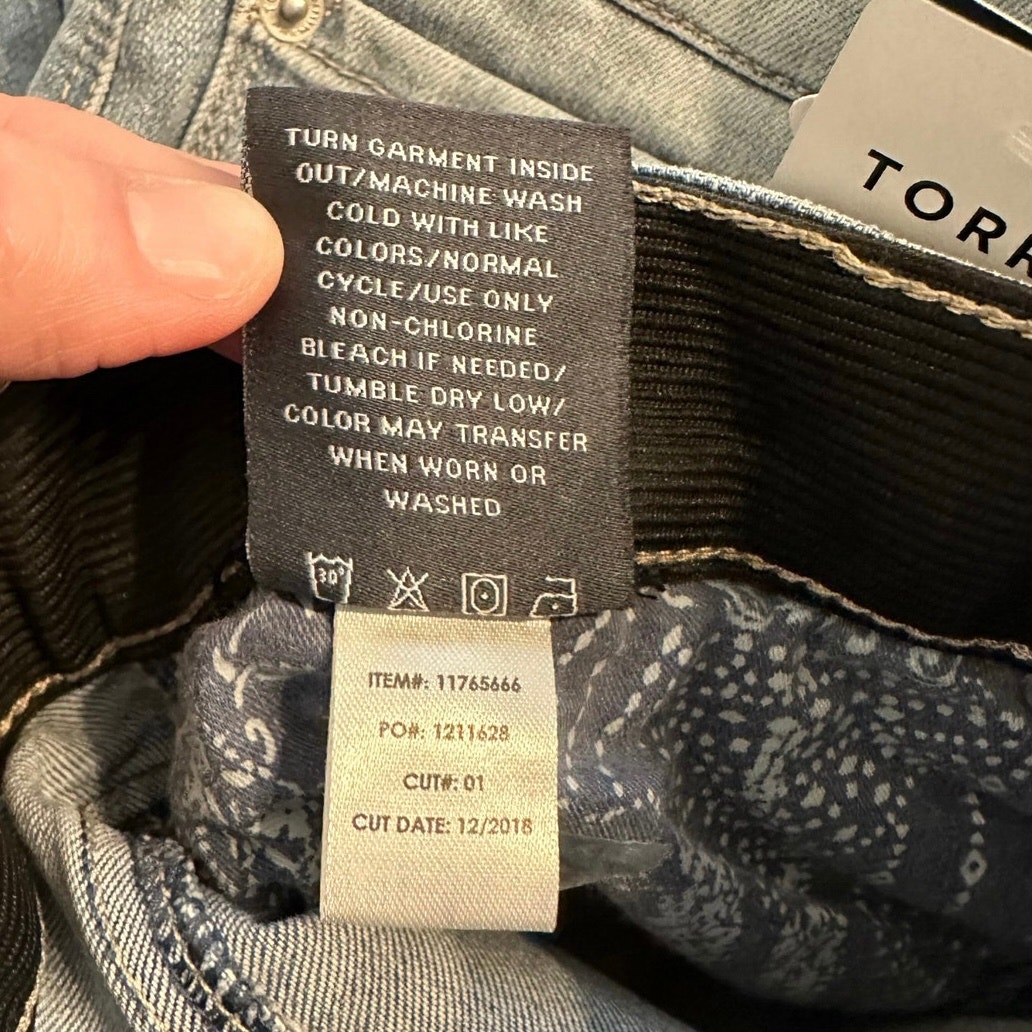 TURN GARMENT INSIDE
OUT/MACHINE WASH
COLD WITH LIKE
COLORS/NORMAL
CYCLE/USE ONLY
NON-CHLORINE
BLEACH IF NEEDED/
TUMBLE DRY LOW/
COLOR MAY TRANSFER
WHEN WORN OR
WASHED
30°
ITEM#: 11765666
PO#: 1211628
CUT#: 01
CUT DATE: 12/2018
TORR